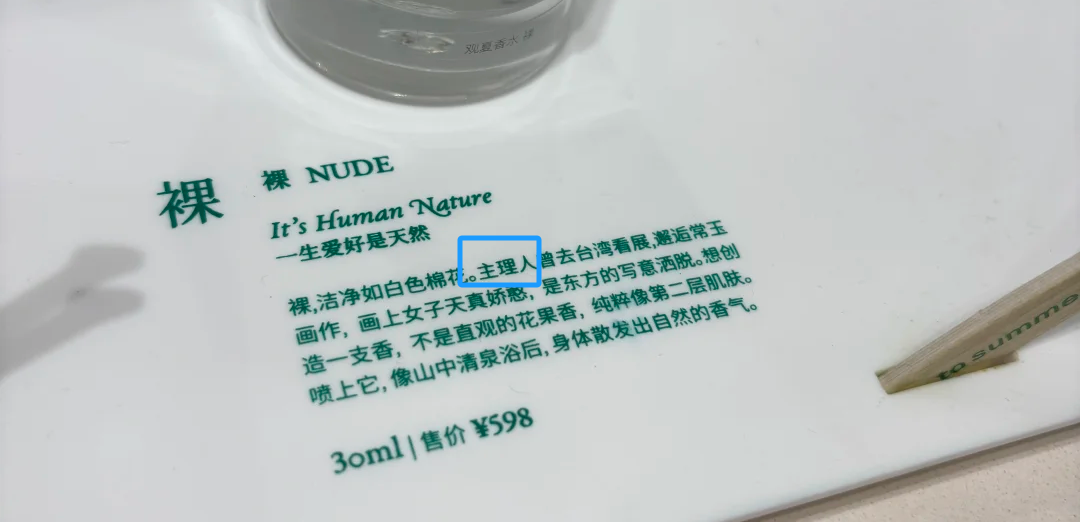 观夏香水 裸
裸
裸 NUDE
It's Human Nature
一生爱好是天然
裸,洁净如白色棉花。主理人曾去台湾看展,邂逅常玉
画作，画上女子天真娇憨，是东方的写意洒脱。想创
造一支香，不是直观的花果香，纯粹像第二层肌肤。
喷上它,像山中清泉浴后,身体散发出自然的香气。
30ml | 售价 ¥598
to summer